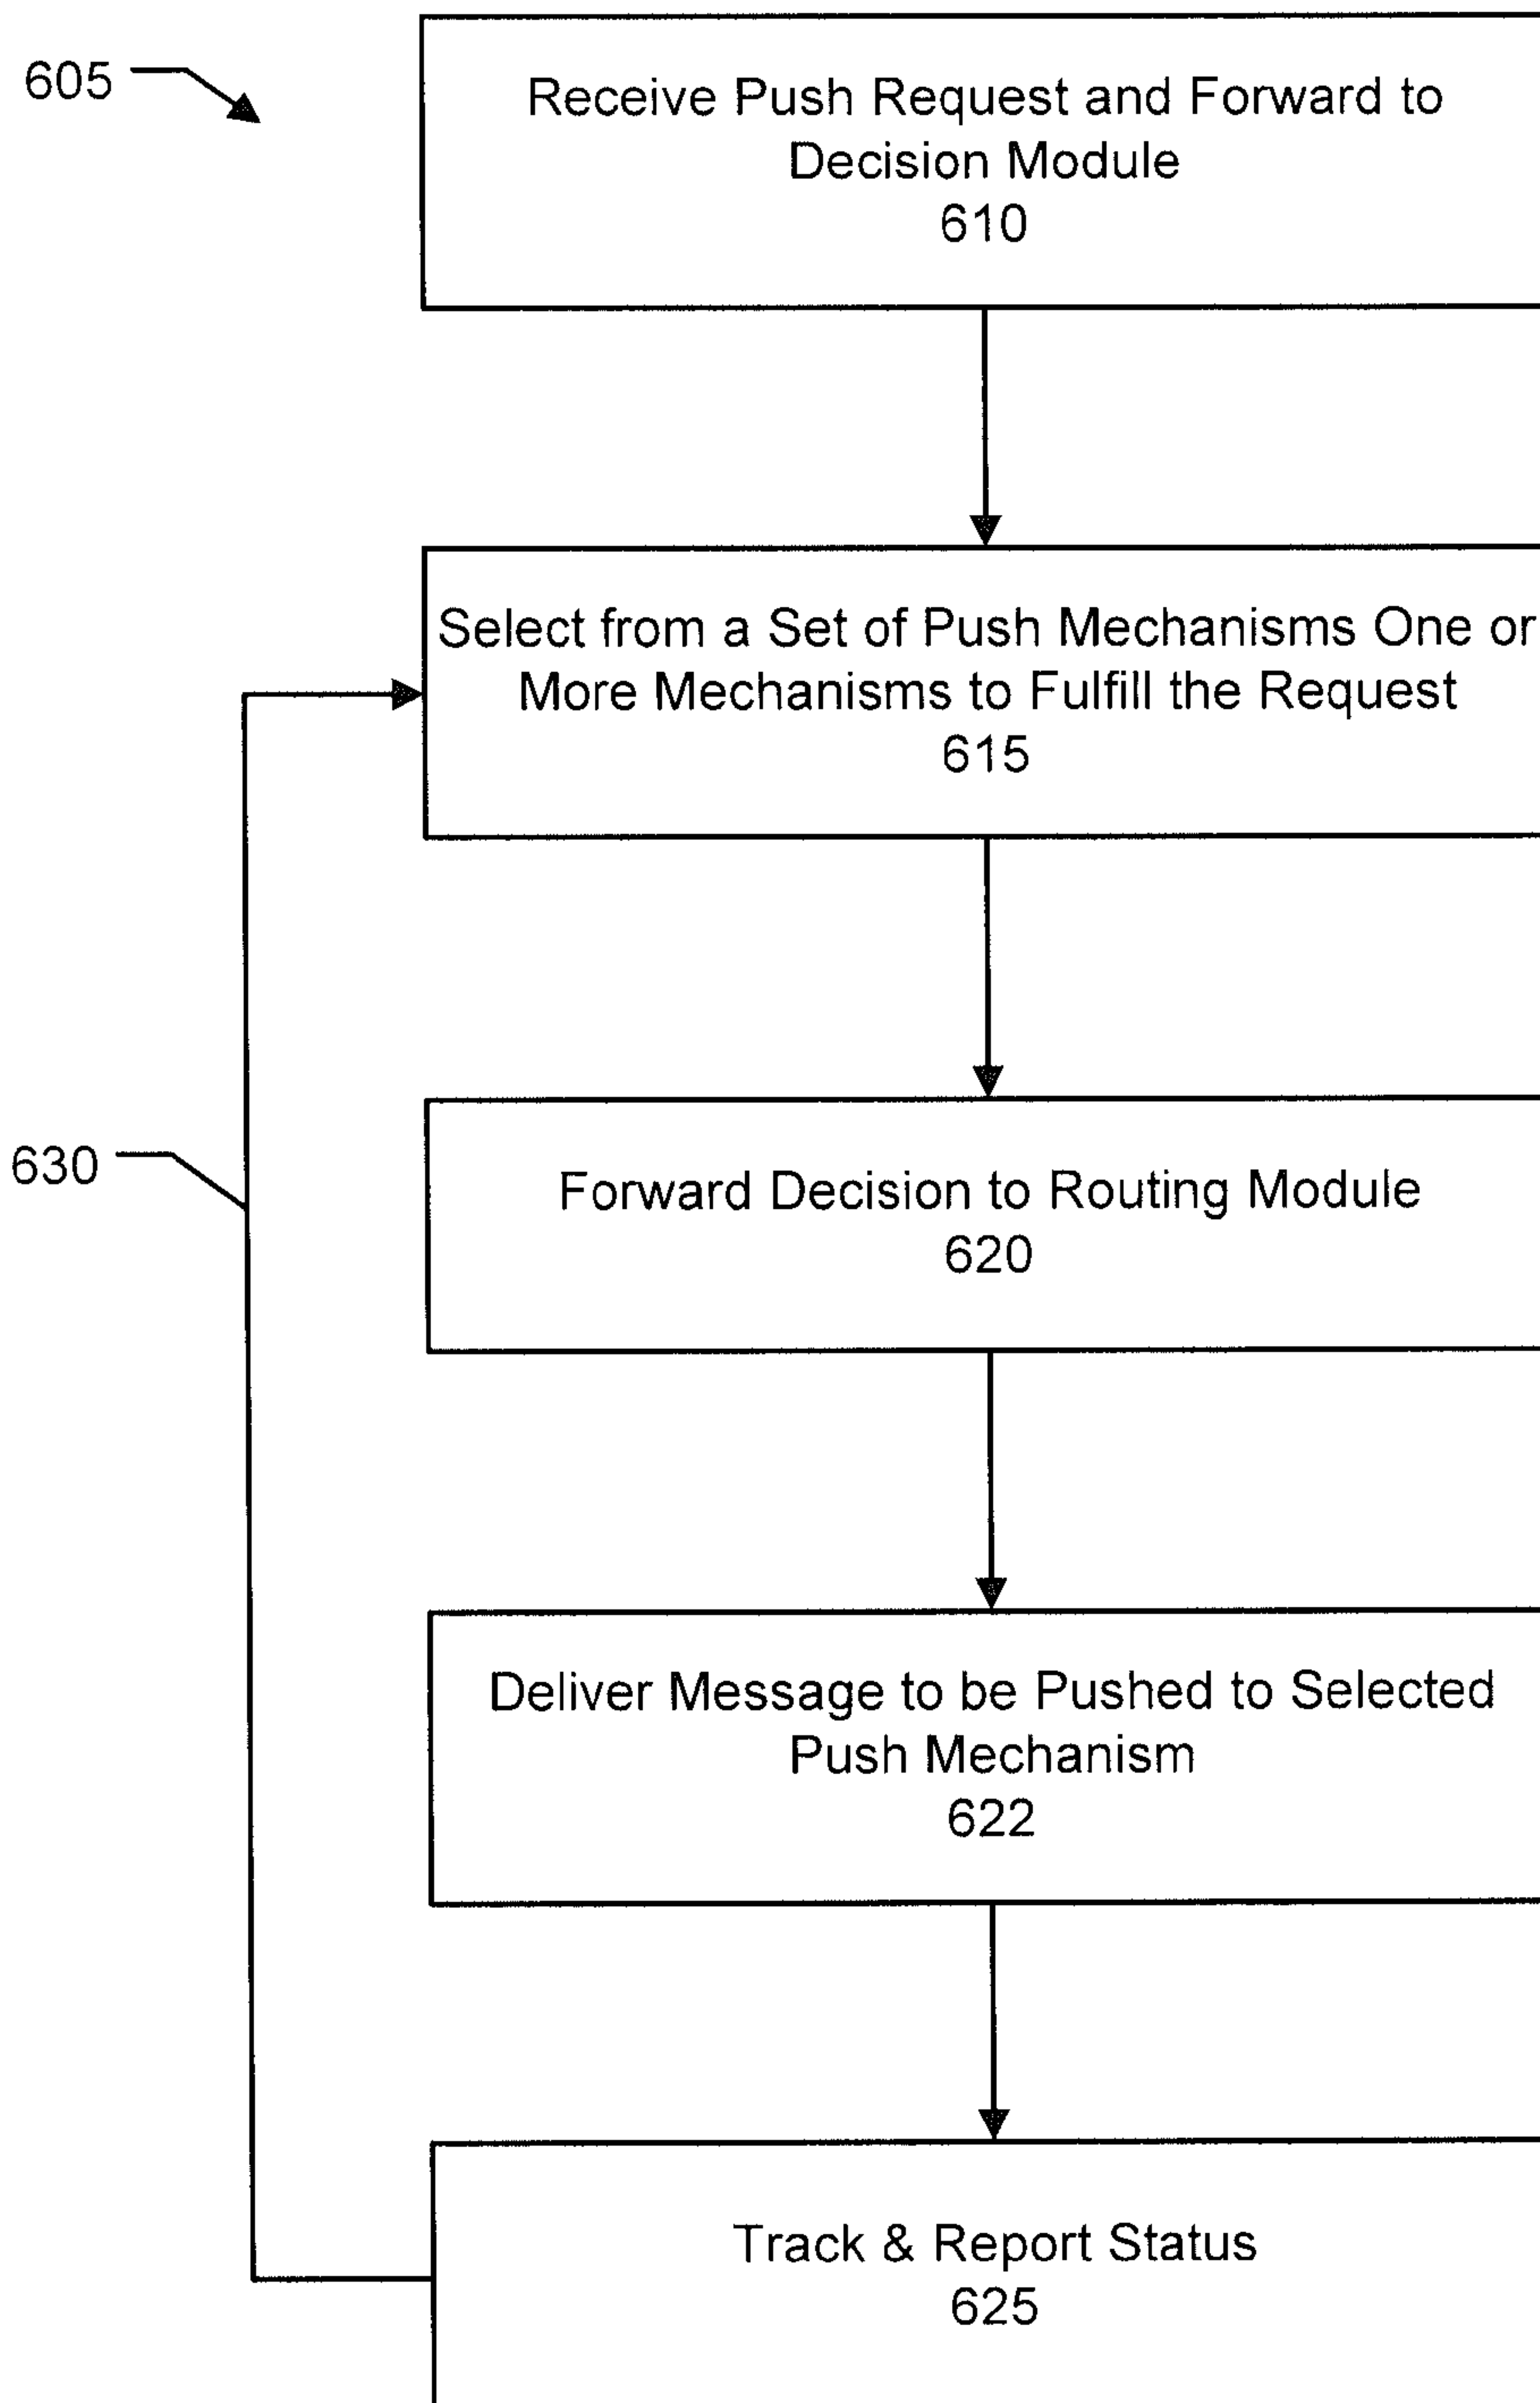 605
Receive Push Request and Forward to
Decision Module
610
Select from a Set of Push Mechanisms One or
More Mechanisms to Fulfill the Request
615
630
Forward Decision to Routing Module
620
Deliver Message to be Pushed to Selected
Push Mechanism
622
Track & Report Status
625